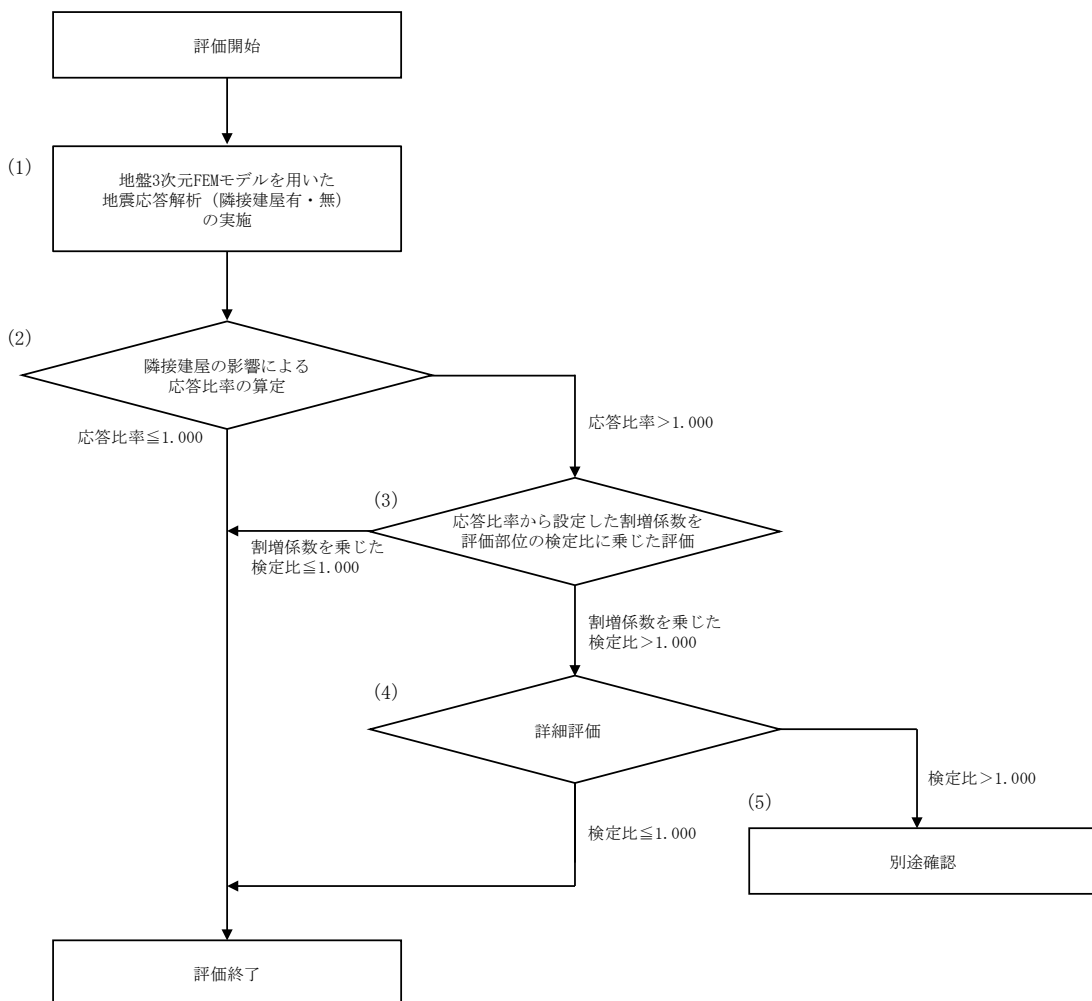 評価開始
(1)
地盤3次元FEMモデルを用いた
地震応答解析（隣接建屋有・無）
の実施
(2)
隣接建屋の影響による
応答比率の算定
応答比率≦1.000
応答比率＞1.000
(3)
応答比率から設定した割増係数を
評価部位の検定比に乗じた評価
割増係数を乗じた
検定比≦1.000
割増係数を乗じた
検定比＞1.000
(4)
詳細評価
検定比＞1.000
検定比≦1.000
(5)
別途確認
評価終了